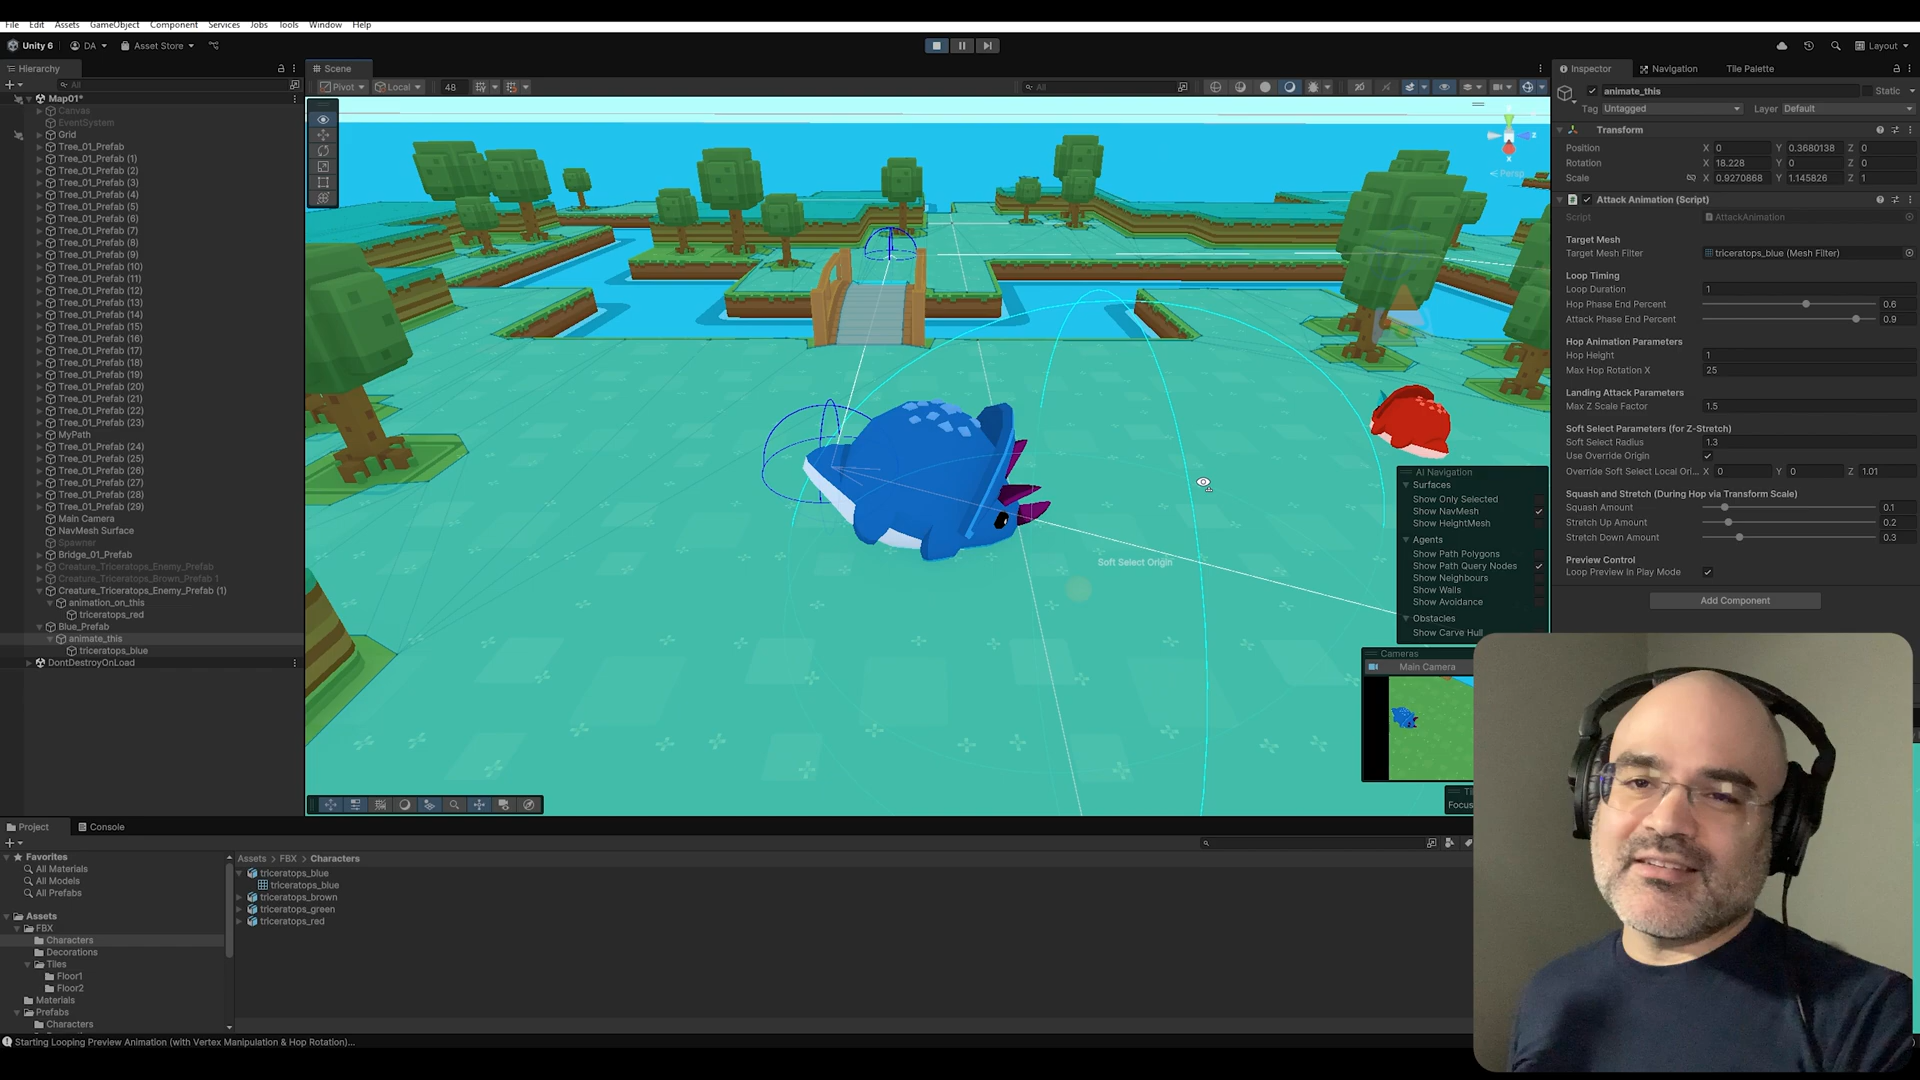 File Edit Assets GameObject Component Services Jobs Tools Window Help
Unity 6 DA Asset Store Layout
Hierarchy
All
Map01*
Canvas
EventSystem
Grid
Tree_01_Prefab
Tree_01_Prefab (1)
Tree_01_Prefab (2)
Tree_01_Prefab (3)
Tree_01_Prefab (4)
Tree_01_Prefab (5)
Tree_01_Prefab (6)
Tree_01_Prefab (7)
Tree_01_Prefab (8)
Tree_01_Prefab (9)
Tree_01_Prefab (10)
Tree_01_Prefab (11)
Tree_01_Prefab (12)
Tree_01_Prefab (13)
Tree_01_Prefab (14)
Tree_01_Prefab (15)
Tree_01_Prefab (16)
Tree_01_Prefab (17)
Tree_01_Prefab (18)
Tree_01_Prefab (19)
Tree_01_Prefab (20)
Tree_01_Prefab (21)
Tree_01_Prefab (22)
Tree_01_Prefab (23)
MyPath
Tree_01_Prefab (24)
Tree_01_Prefab (25)
Tree_01_Prefab (26)
Tree_01_Prefab (27)
Tree_01_Prefab (28)
Tree_01_Prefab (29)
Main Camera
NavMesh Surface
Spawner
Bridge_01_Prefab
Creature_Triceratops_Enemy_Prefab
Creature_Triceratops_Brown_Prefab 1
Creature_Triceratops_Enemy_Prefab (1)
animation_on_this
triceratops_red
Blue_Prefab
animate_this
triceratops_blue
DontDestroyOnLoad
Scene
Pivot Local 48 All
Persp
Soft Select Origin
AI Navigation
Surfaces
Show Only Selected
Show NavMesh
Show HeightMesh
Agents
Show Path Polygons
Show Path Query Nodes
Show Neighbours
Show Walls
Show Avoidance
Obstacles
Show Carve Hull
Cameras
Main Camera
Focus
Inspector Navigation Tile Palette
animate_this Static
Tag Untagged Layer Default
Transform
Position X 0 Y 0.3680138 Z 0
Rotation X 18.228 Y 0 Z 0
Scale X 0.9270868 Y 1.145826 Z 1
Attack Animation (Script)
Script AttackAnimation
Target Mesh
Target Mesh Filter triceratops_blue (Mesh Filter)
Loop Timing
Loop Duration 1
Hop Phase End Percent 0.6
Attack Phase End Percent 0.9
Hop Animation Parameters
Hop Height 1
Max Hop Rotation X 25
Landing Attack Parameters
Max Z Scale Factor 1.5
Soft Select Parameters (for Z-Stretch)
Soft Select Radius 1.3
Use Override Origin
Override Soft Select Local Ori... X 0 Y 0 Z 1.01
Squash and Stretch (During Hop via Transform Scale)
Squash Amount 0.1
Stretch Up Amount 0.2
Stretch Down Amount 0.3
Preview Control
Loop Preview In Play Mode
Add Component
Project Console
Favorites
All Materials
All Models
All Prefabs
Assets
FBX
Characters
Decorations
Tiles
Floor1
Floor2
Materials
Prefabs
Characters
Assets > FBX > Characters
triceratops_blue
triceratops_blue
triceratops_brown
triceratops_green
triceratops_red
Starting Looping Preview Animation (with Vertex Manipulation & Hop Rotation)...